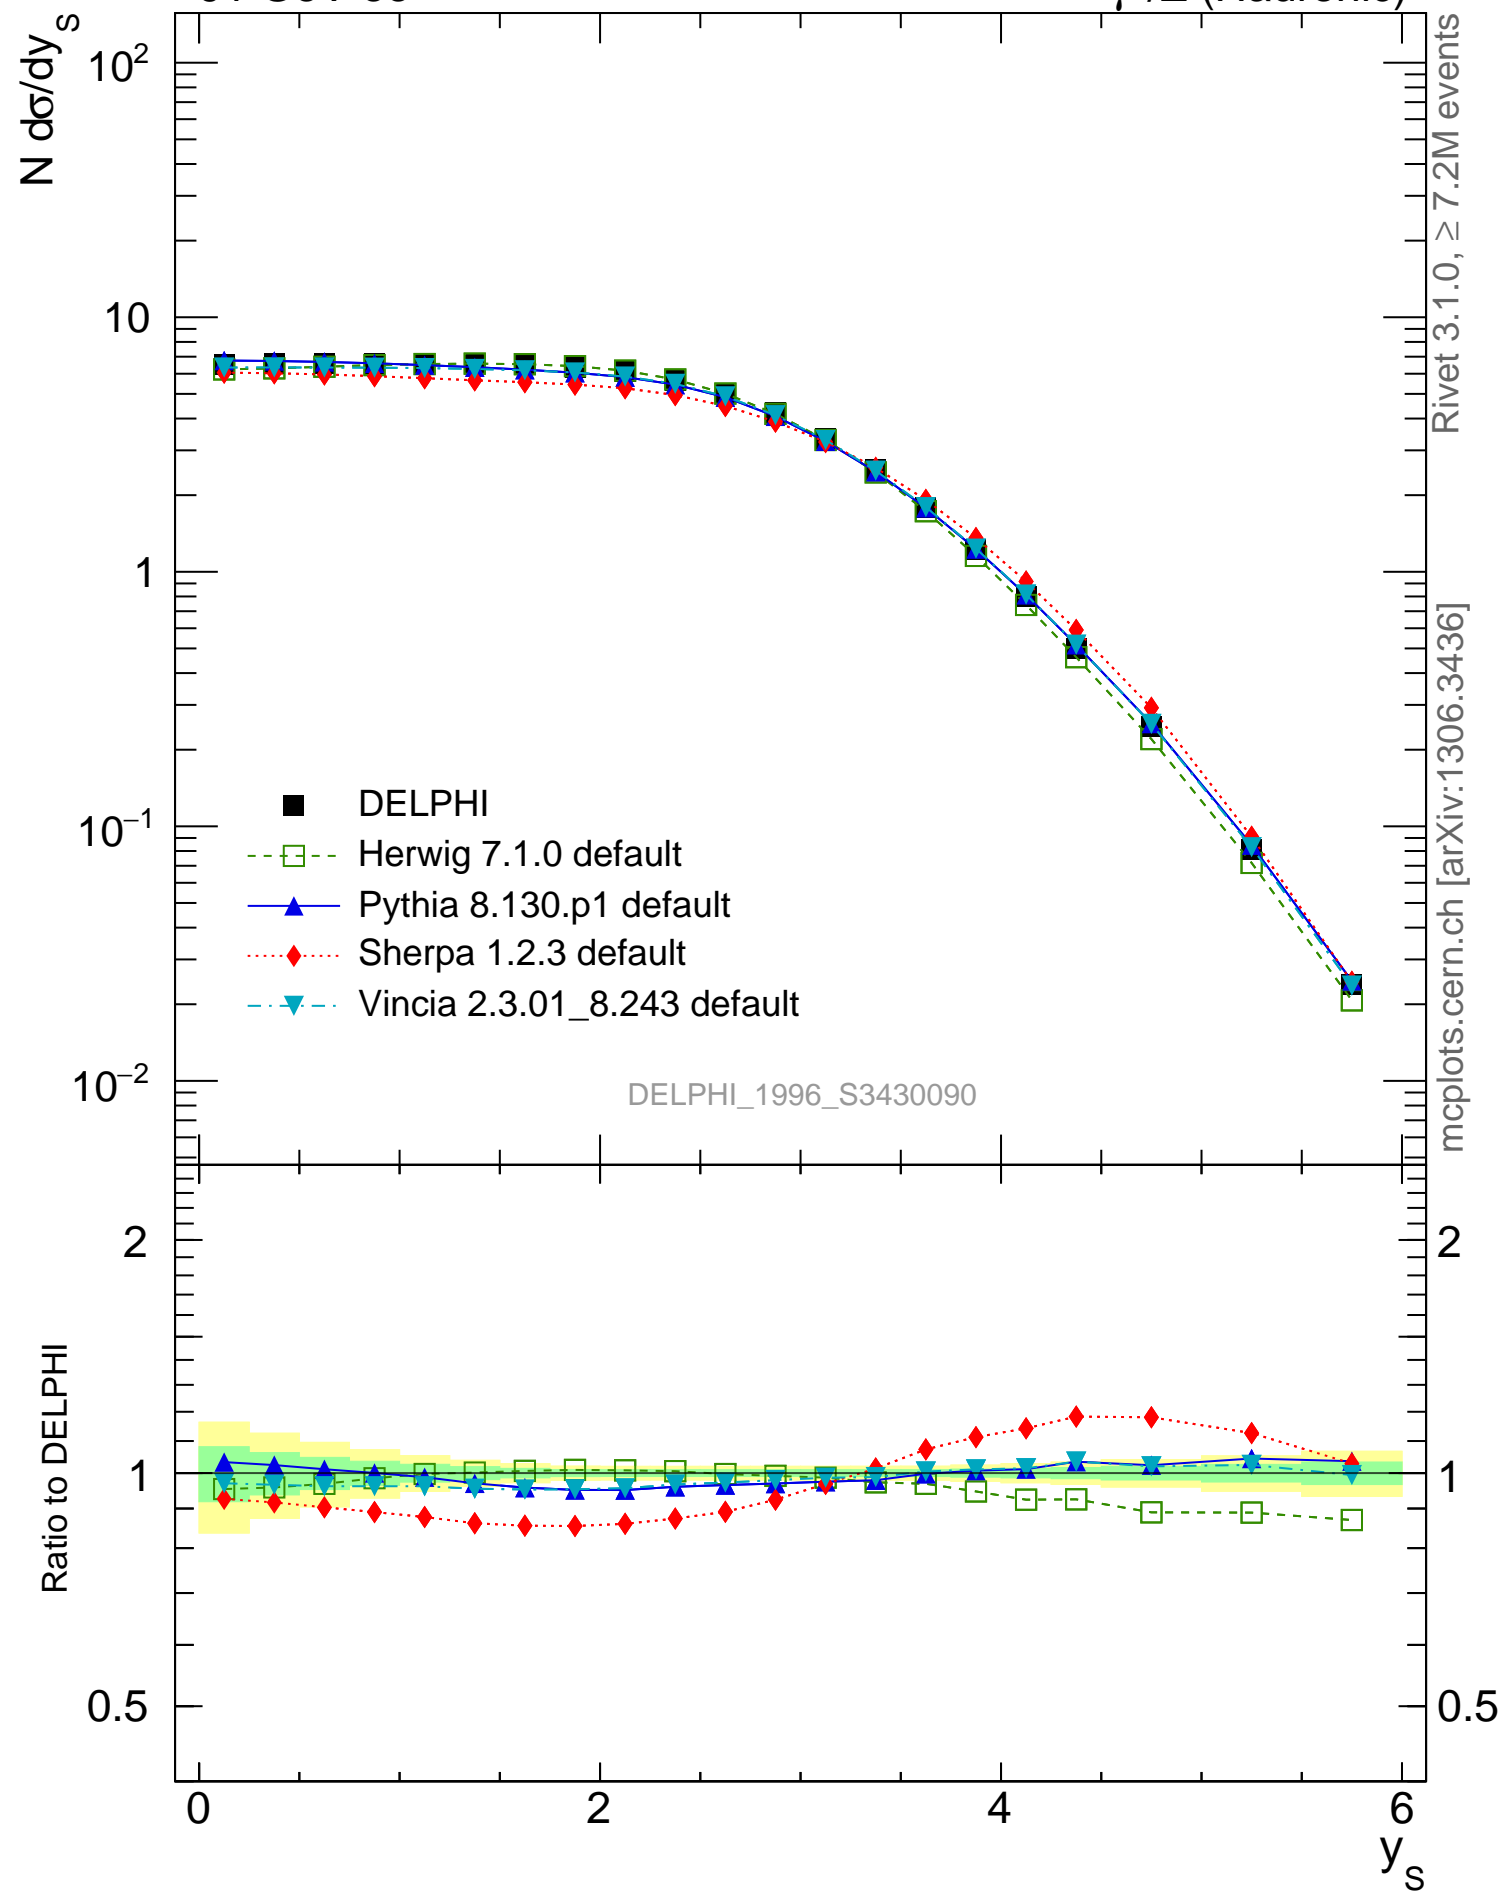 N dσ/dy_S
10²
10
1
10⁻¹
10⁻²
DELPHI
Herwig 7.1.0 default
Pythia 8.130.p1 default
Sherpa 1.2.3 default
Vincia 2.3.01_8.243 default
DELPHI_1996_S3430090
Rivet 3.1.0, ≥ 7.2M events
mcplots.cern.ch [arXiv:1306.3436]
Ratio to DELPHI
2
1
0.5
2
1
0.5
0 2 4 6
y_S